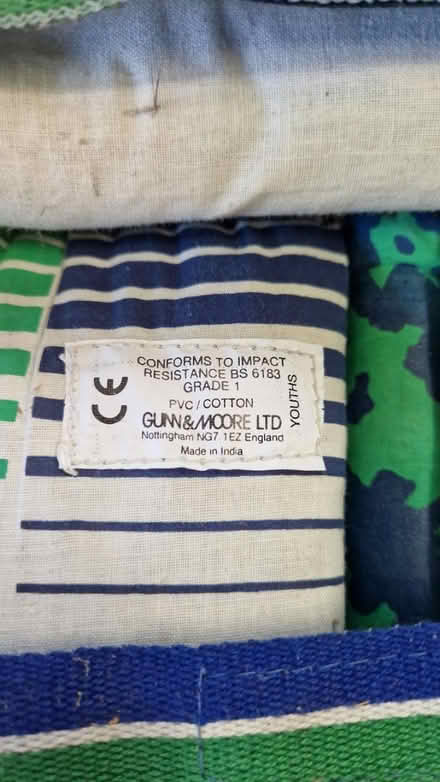 CONFORMS TO IMPACT
RESISTANCE BS 6183
GRADE 1
PVC / COTTON
GUNN & MOORE LTD
Nottingham NG7 1EZ England
Made in India
YOUTHS
CE